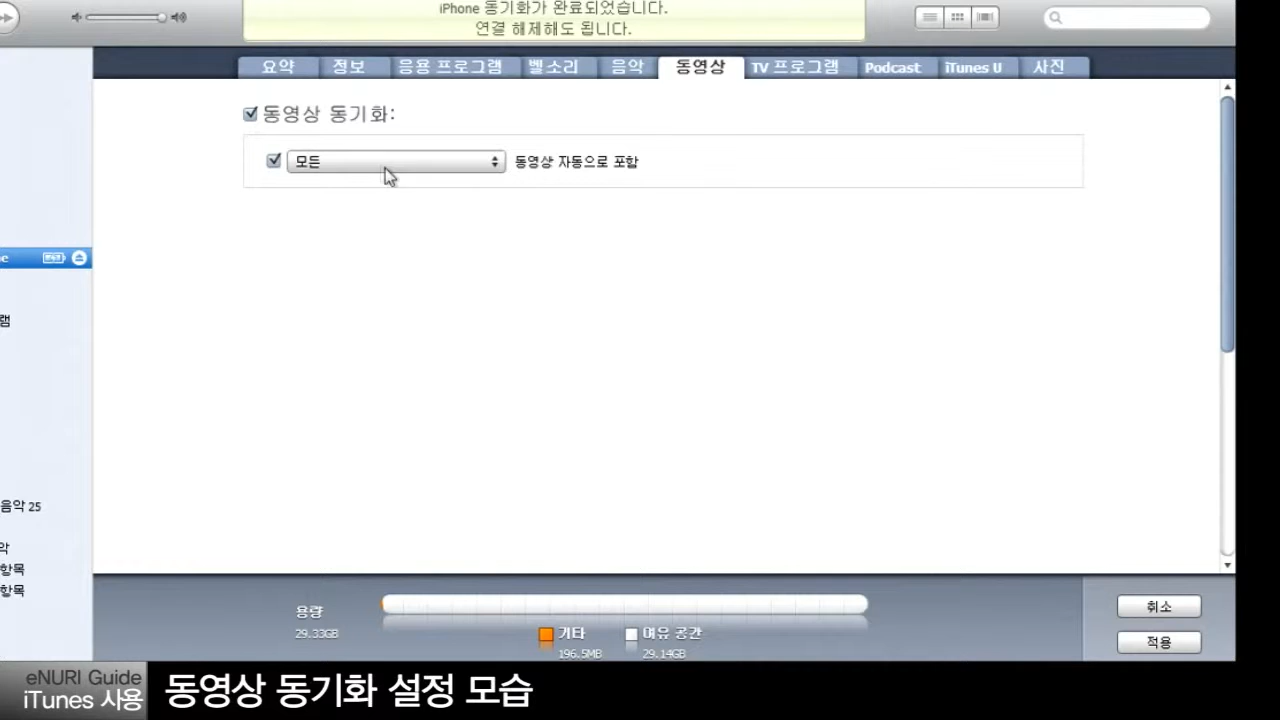 iPhone 동기화가 완료되었습니다.
연결 해제해도 됩니다.
요약 정보 응용 프로그램 벨소리 음악 동영상 TV 프로그램 Podcast iTunes U 사진
동영상 동기화:
모든 동영상 자동으로 포함
e
램
음악 25
악
항목
항목
용량
29.33GB
기타
196.5MB
여유 공간
29.14GB
취소
적용
eNURI Guide
iTunes 사용
동영상 동기화 설정 모습